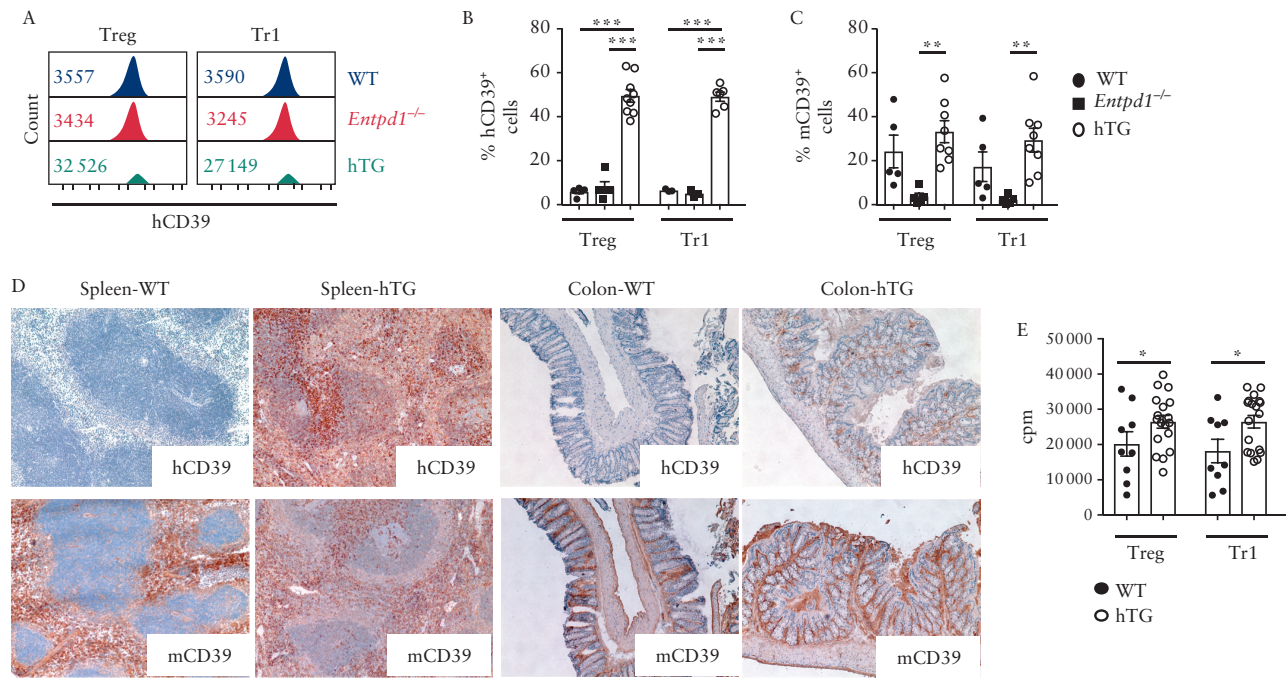 A
Treg
Tr1
Count
3557
3590
WT
3434
3245
Entpd1–/–
32 526
27 149
hTG
hCD39
B
% hCD39+
cells
80
60
40
20
0
***
***
***
***
Treg
Tr1
C
% mCD39+
cells
80
60
40
20
0
**
**
Treg
Tr1
WT
Entpd1–/–
hTG
D
Spleen-WT
Spleen-hTG
Colon-WT
Colon-hTG
hCD39
hCD39
hCD39
hCD39
mCD39
mCD39
mCD39
mCD39
E
cpm
50 000
40 000
30 000
20 000
10 000
0
*
*
Treg
Tr1
WT
hTG